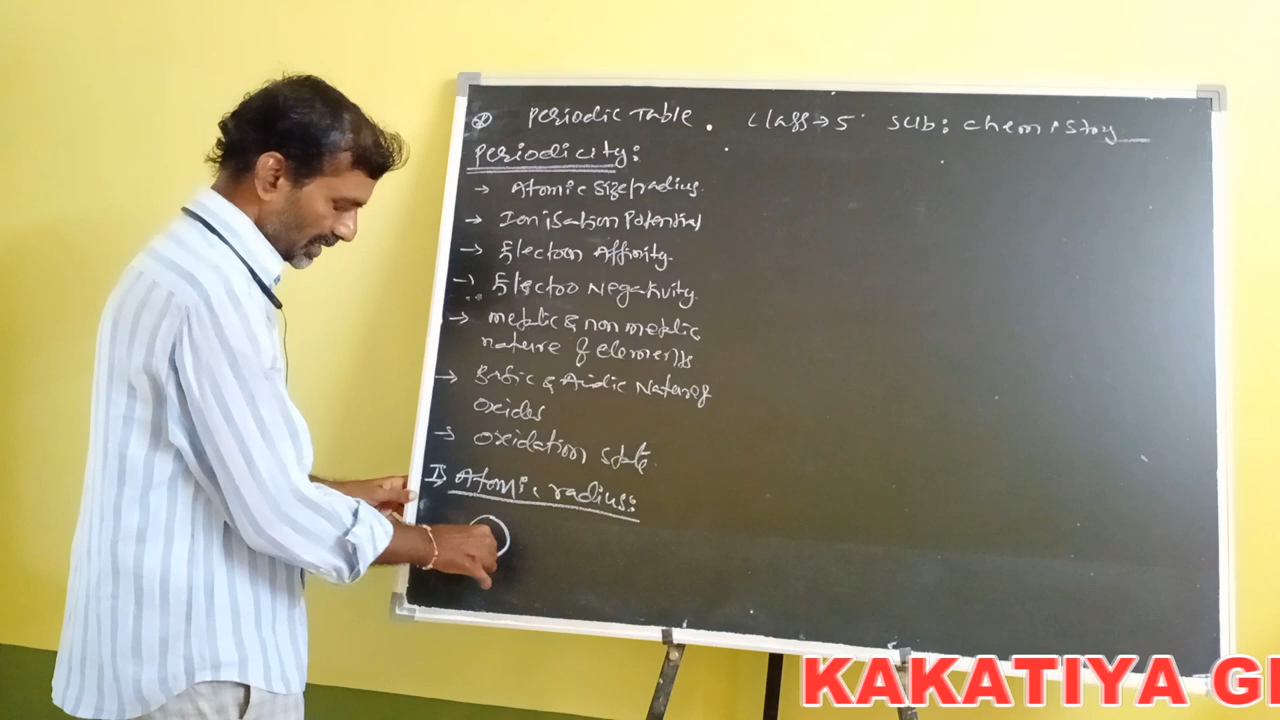 Periodic Table. Class → 5 Sub: Chemistry
Periodicity:
→ Atomic Size/radius.
→ Ionisation Potential
→ Electron Affinity.
→ Electro Negativity.
→ metallic & non metallic
nature of elements
→ Basic & Acidic Nature of
Oxides
→ Oxidation State.
I) Atomic radius:
KAKATIYA